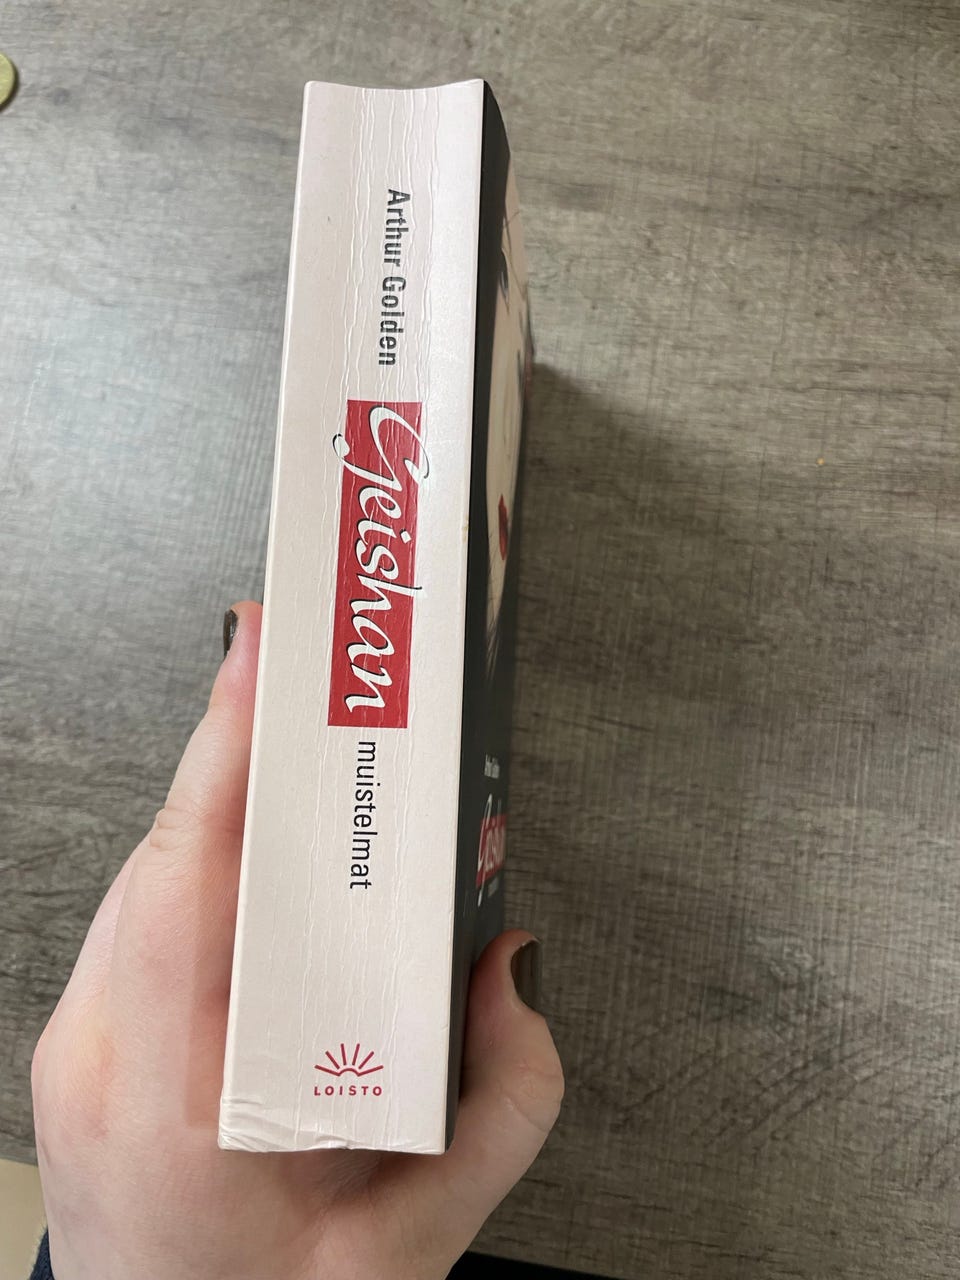 Arthur Golden
Geishan
muistelmat
LOISTO